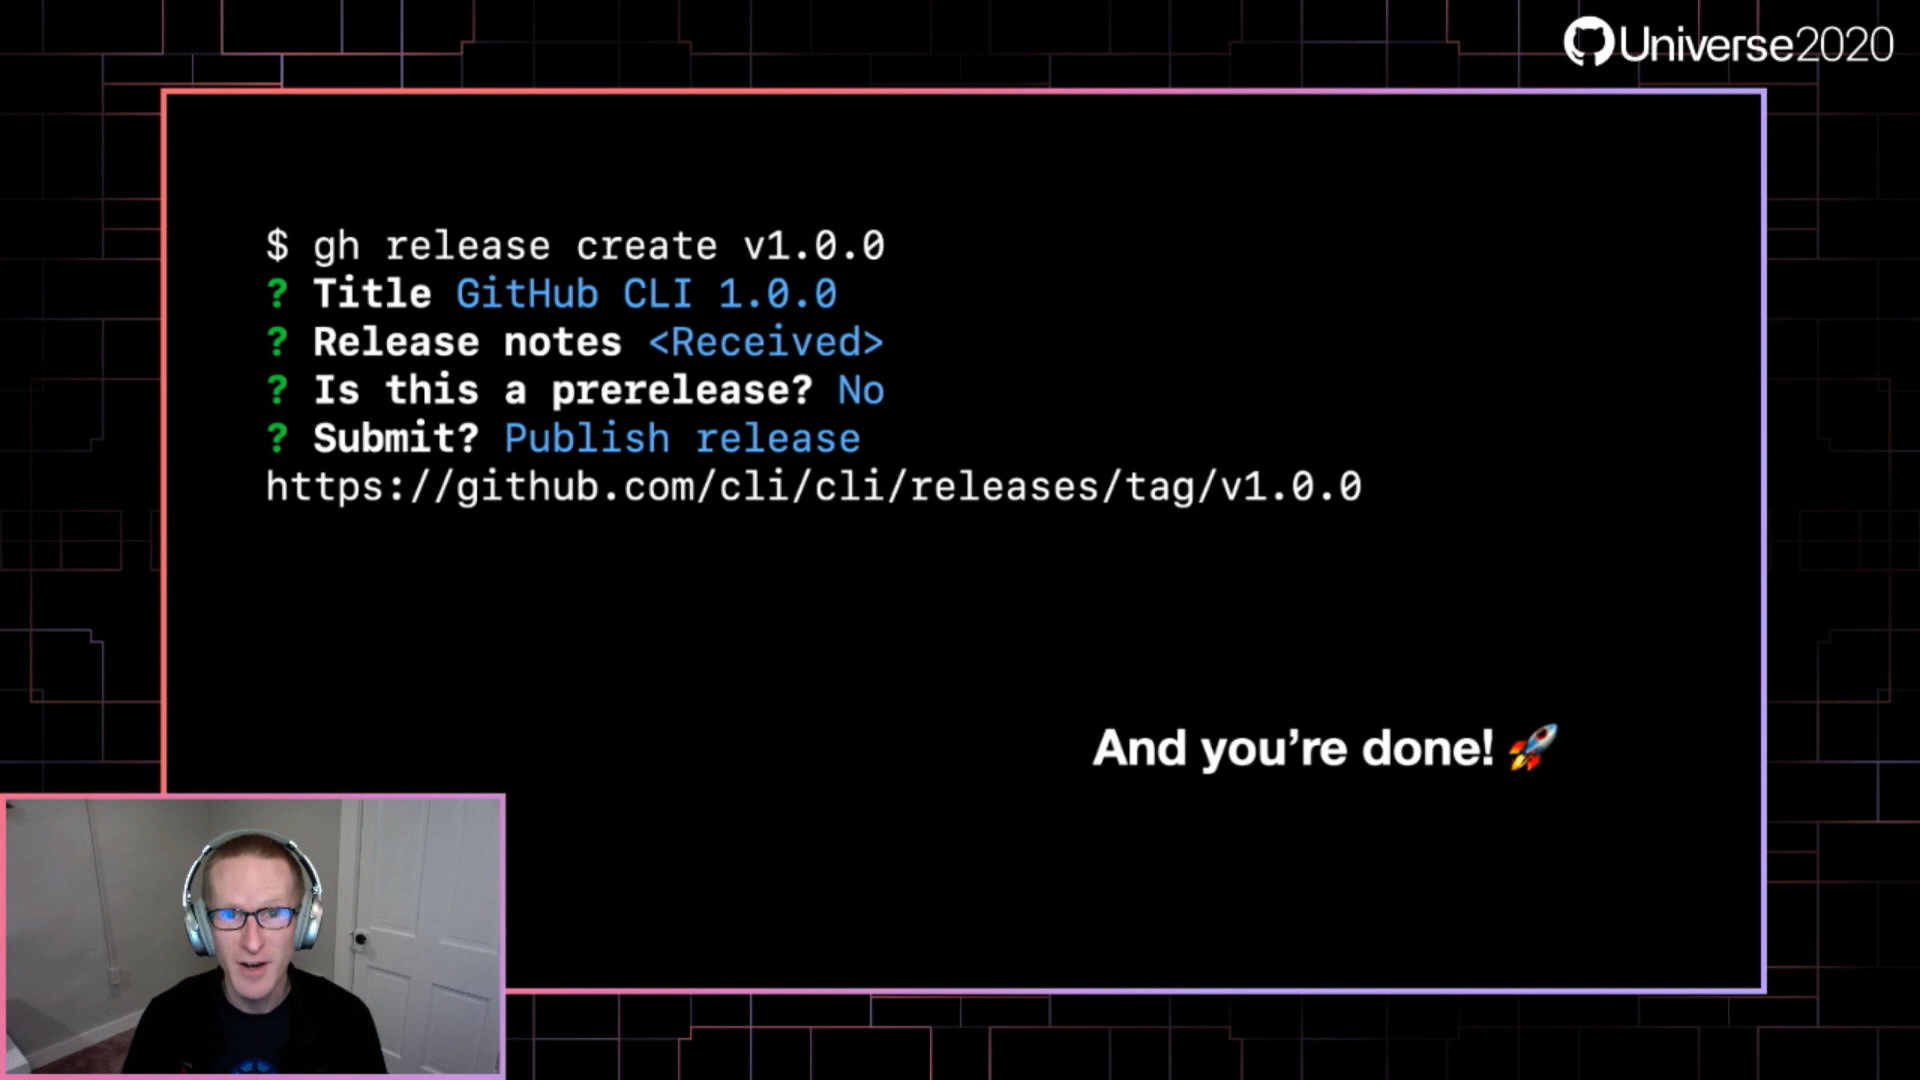 Universe2020
$ gh release create v1.0.0
? Title GitHub CLI 1.0.0
? Release notes <Received>
? Is this a prerelease? No
? Submit? Publish release
https://github.com/cli/cli/releases/tag/v1.0.0
And you’re done! 🚀